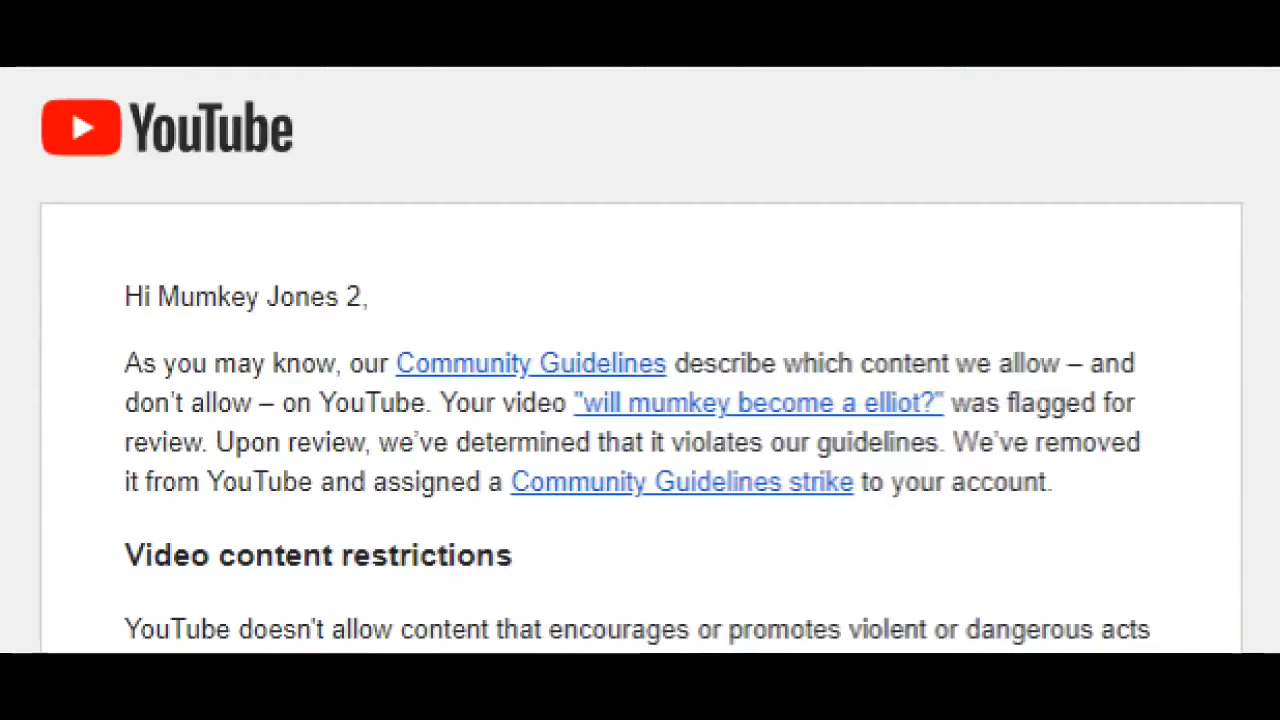 YouTube
Hi Mumkey Jones 2,
As you may know, our Community Guidelines describe which content we allow – and
don't allow – on YouTube. Your video "will mumkey become a elliot?" was flagged for
review. Upon review, we've determined that it violates our guidelines. We've removed
it from YouTube and assigned a Community Guidelines strike to your account.
Video content restrictions
YouTube doesn't allow content that encourages or promotes violent or dangerous acts